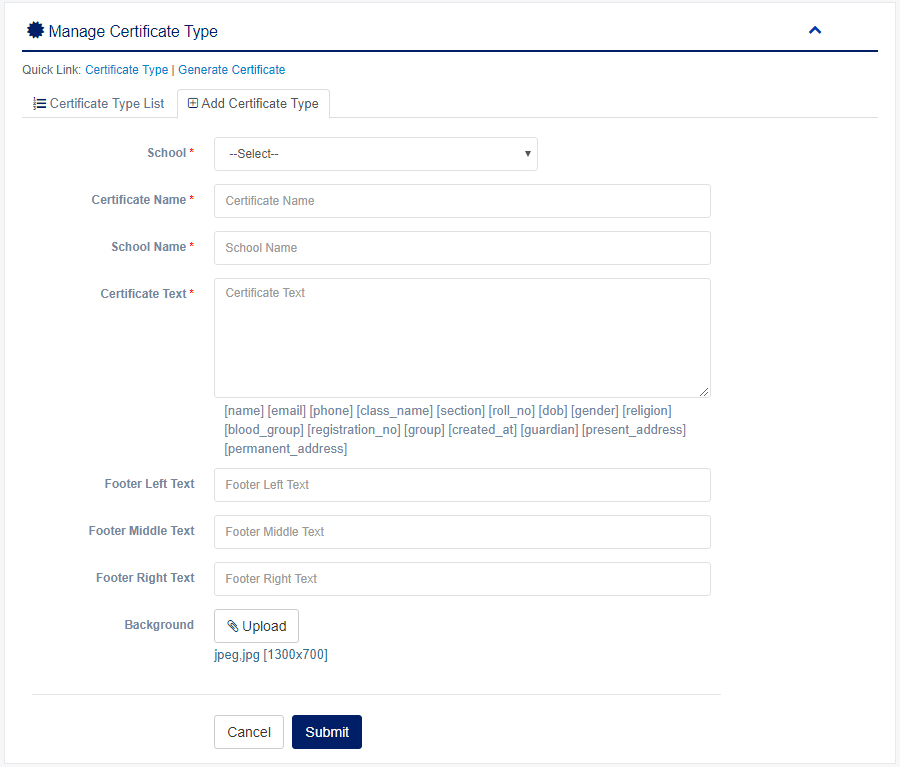 Manage Certificate Type
Quick Link: Certificate Type | Generate Certificate
Certificate Type List
Add Certificate Type
School *
--Select--
Certificate Name *
Certificate Name
School Name *
School Name
Certificate Text *
Certificate Text
[name] [email] [phone] [class_name] [section] [roll_no] [dob] [gender] [religion]
[blood_group] [registration_no] [group] [created_at] [guardian] [present_address]
[permanent_address]
Footer Left Text
Footer Left Text
Footer Middle Text
Footer Middle Text
Footer Right Text
Footer Right Text
Background
Upload
jpeg,jpg [1300x700]
Cancel
Submit